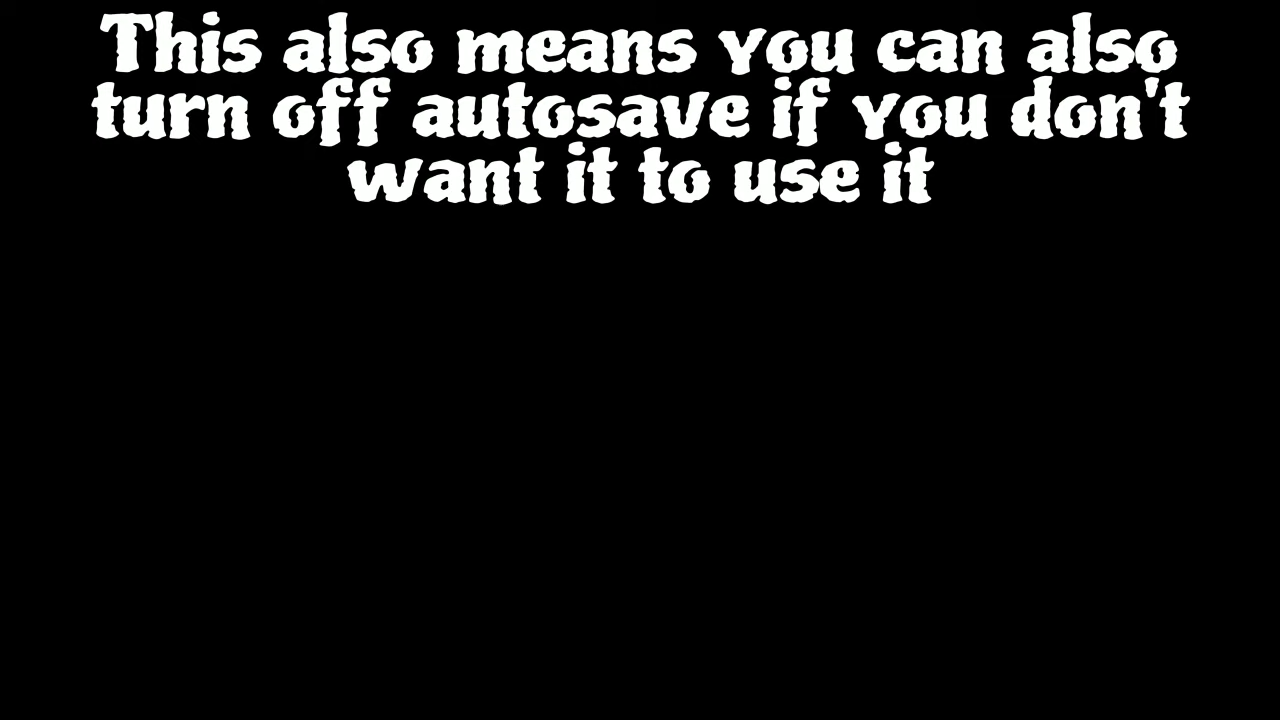 This also means you can also
turn off autosave if you don't
want it to use it